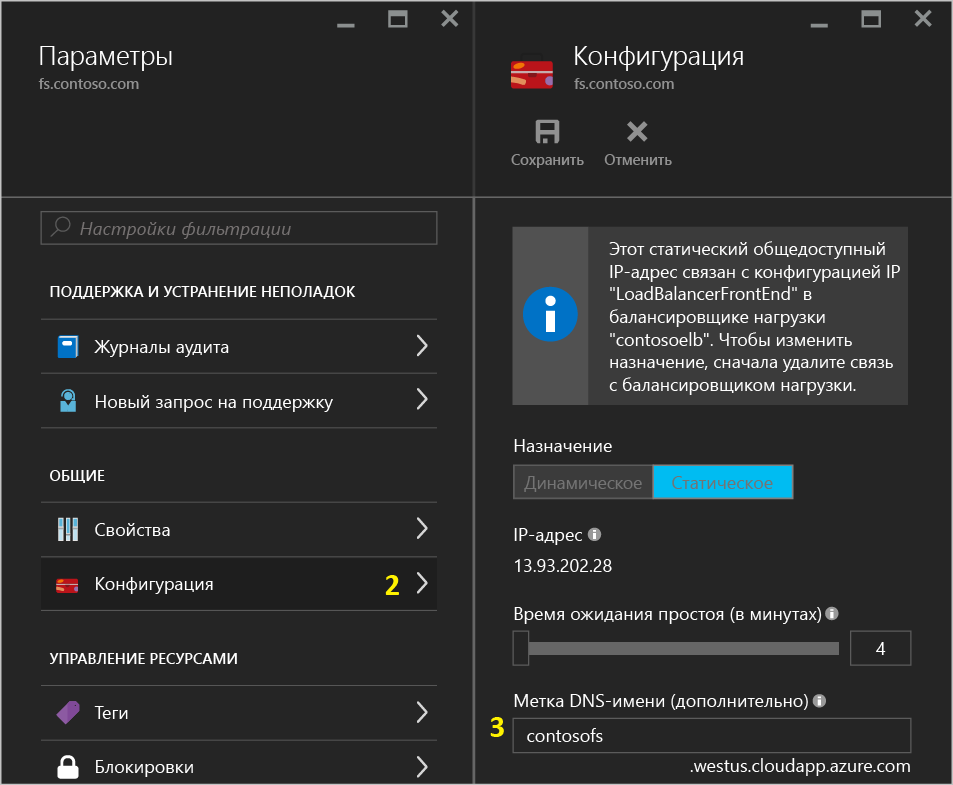 Параметры
fs.contoso.com
Настройки фильтрации
ПОДДЕРЖКА И УСТРАНЕНИЕ НЕПОЛАДОК
Журналы аудита
Новый запрос на поддержку
ОБЩИЕ
Свойства
Конфигурация 2
УПРАВЛЕНИЕ РЕСУРСАМИ
Теги
Блокировки
Конфигурация
fs.contoso.com
Сохранить Отменить
Этот статический общедоступный
IP-адрес связан с конфигурацией IP
"LoadBalancerFrontEnd" в
балансировщике нагрузки
"contosoelb". Чтобы изменить
назначение, сначала удалите связь
с балансировщиком нагрузки.
Назначение
Динамическое Статическое
IP-адрес
13.93.202.28
Время ожидания простоя (в минутах)
4
Метка DNS-имени (дополнительно)
3 contosofs
.westus.cloudapp.azure.com